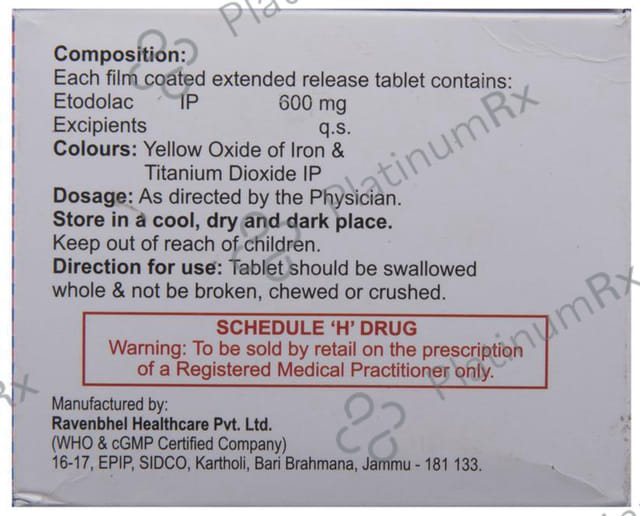 Composition:
Each film coated extended release tablet contains:
Etodolac IP 600 mg
Excipients q.s.
Colours: Yellow Oxide of Iron &
Titanium Dioxide IP
Dosage: As directed by the Physician.
Store in a cool, dry and dark place.
Keep out of reach of children.
Direction for use: Tablet should be swallowed
whole & not be broken, chewed or crushed.
SCHEDULE ‘H’ DRUG
Warning: To be sold by retail on the prescription
of a Registered Medical Practitioner only.
Manufactured by:
Ravenbhel Healthcare Pvt. Ltd.
(WHO & cGMP Certified Company)
16-17, EPIP, SIDCO, Kartholi, Bari Brahmana, Jammu - 181 133.
PlatinumRx
PlatinumRx